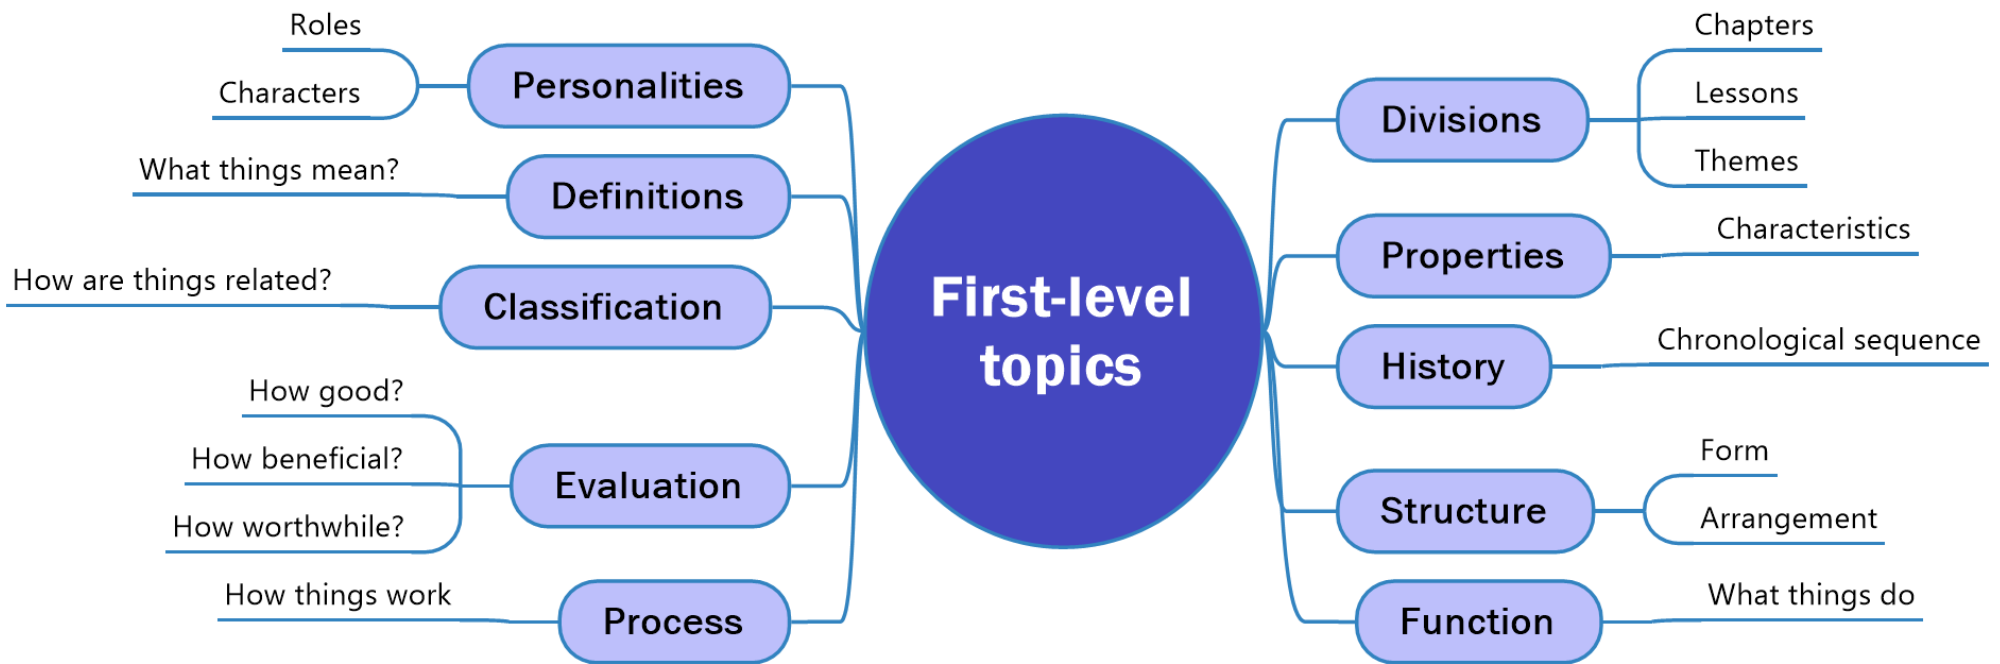 First-level
topics
Personalities
Roles
Characters
Definitions
What things mean?
Classification
How are things related?
Evaluation
How good?
How beneficial?
How worthwhile?
Process
How things work
Divisions
Chapters
Lessons
Themes
Properties
Characteristics
History
Chronological sequence
Structure
Form
Arrangement
Function
What things do